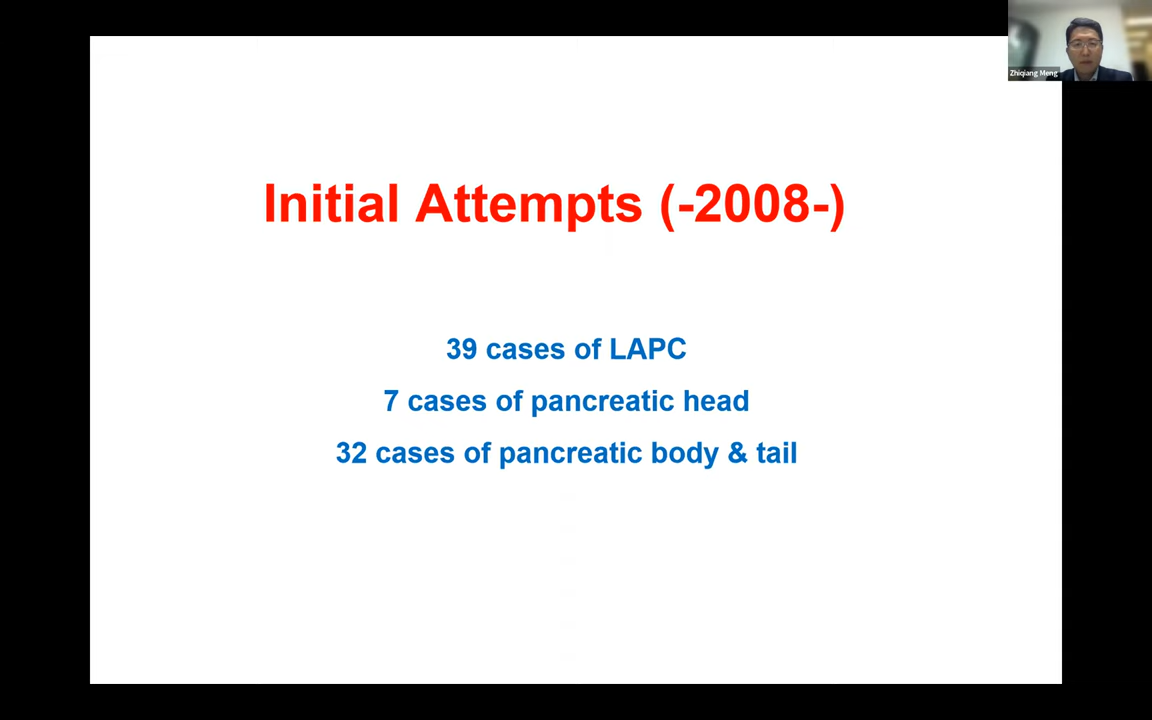 Zhiqiang Meng
Initial Attempts (-2008-)
39 cases of LAPC
7 cases of pancreatic head
32 cases of pancreatic body & tail